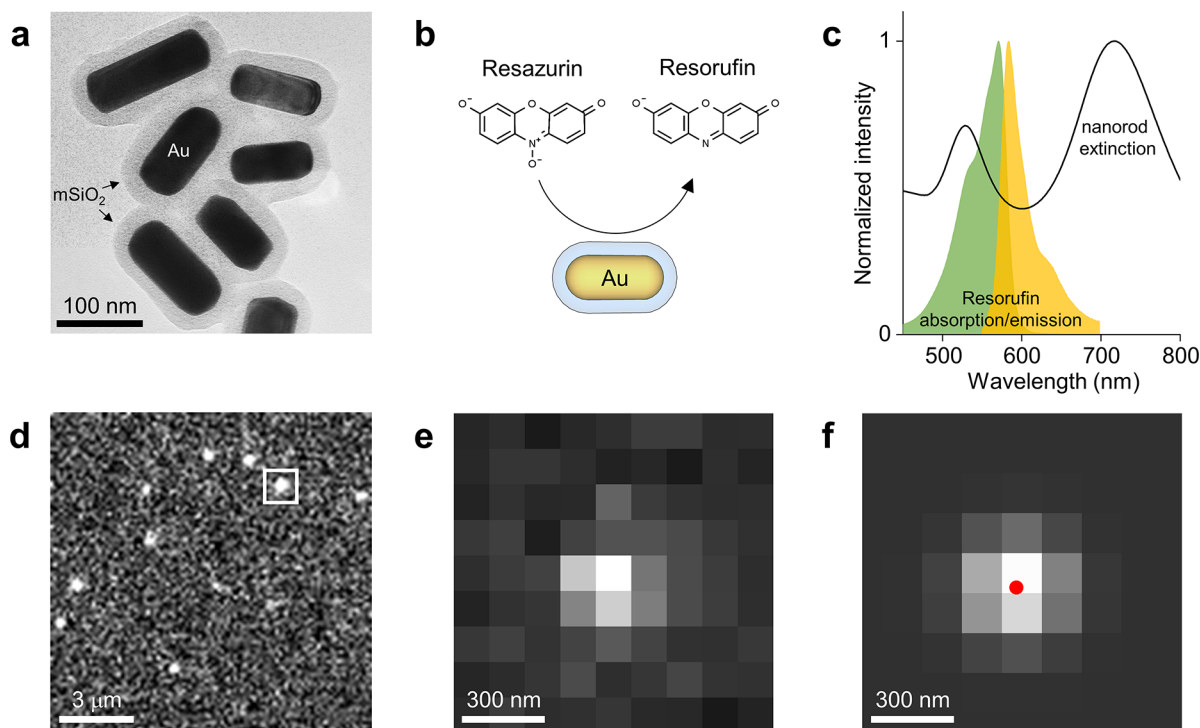 a
Au
mSiO₂
100 nm
b
Resazurin
Resorufin
O⁻
O
O
N⁺
O⁻
O⁻
O
O
N
Au
c
Normalized intensity
1
0
nanorod
extinction
Resorufin
absorption/emission
500
600
700
800
Wavelength (nm)
d
3 μm
e
300 nm
f
300 nm